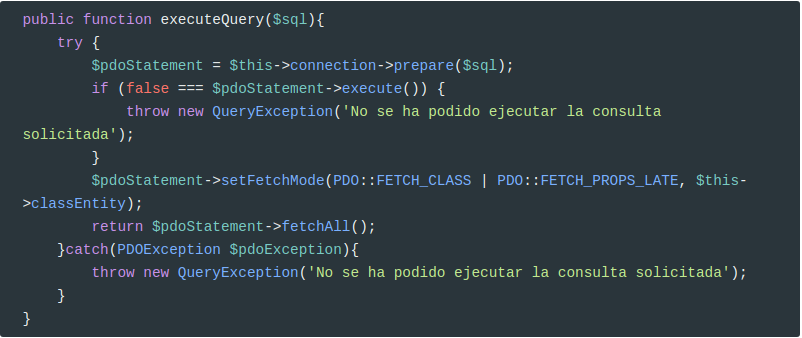 public function executeQuery($sql){
try {
$pdoStatement = $this->connection->prepare($sql);
if (false === $pdoStatement->execute()) {
throw new QueryException('No se ha podido ejecutar la consulta
solicitada');
}
$pdoStatement->setFetchMode(PDO::FETCH_CLASS | PDO::FETCH_PROPS_LATE, $this-
>classEntity);
return $pdoStatement->fetchAll();
}catch(PDOException $pdoException){
throw new QueryException('No se ha podido ejecutar la consulta solicitada');
}
}